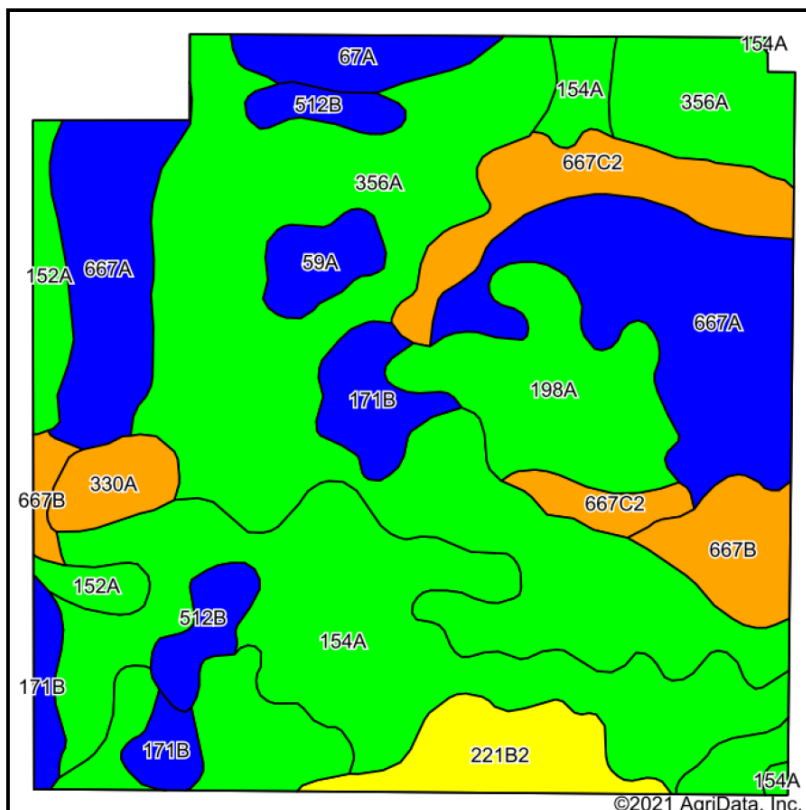 154A
67A
154A
512B
356A
667C2
356A
59A
152A
667A
667A
171B
198A
330A
667B
667C2
667B
152A
512B
154A
171B
171B
221B2
154A
©2021 AgriData, Inc.